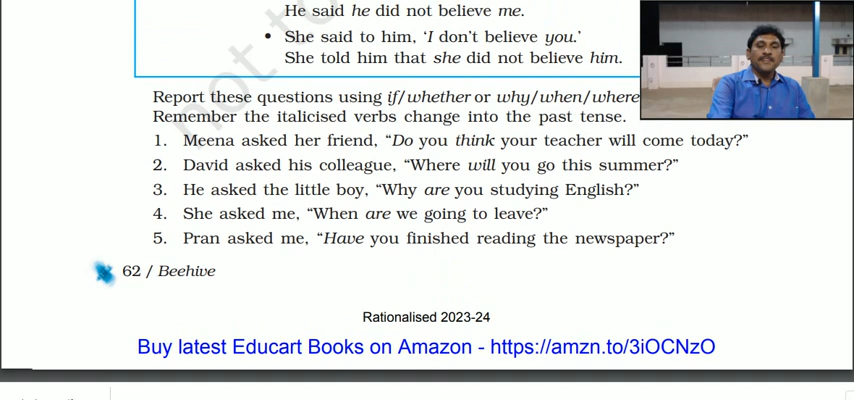 He said he did not believe me.
• She said to him, ‘I don’t believe you.’
She told him that she did not believe him.
Report these questions using if/whether or why/when/where
Remember the italicised verbs change into the past tense.
1. Meena asked her friend, “Do you think your teacher will come today?”
2. David asked his colleague, “Where will you go this summer?”
3. He asked the little boy, “Why are you studying English?”
4. She asked me, “When are we going to leave?”
5. Pran asked me, “Have you finished reading the newspaper?”
62 / Beehive
Rationalised 2023-24
Buy latest Educart Books on Amazon - https://amzn.to/3iOCNzO
not to